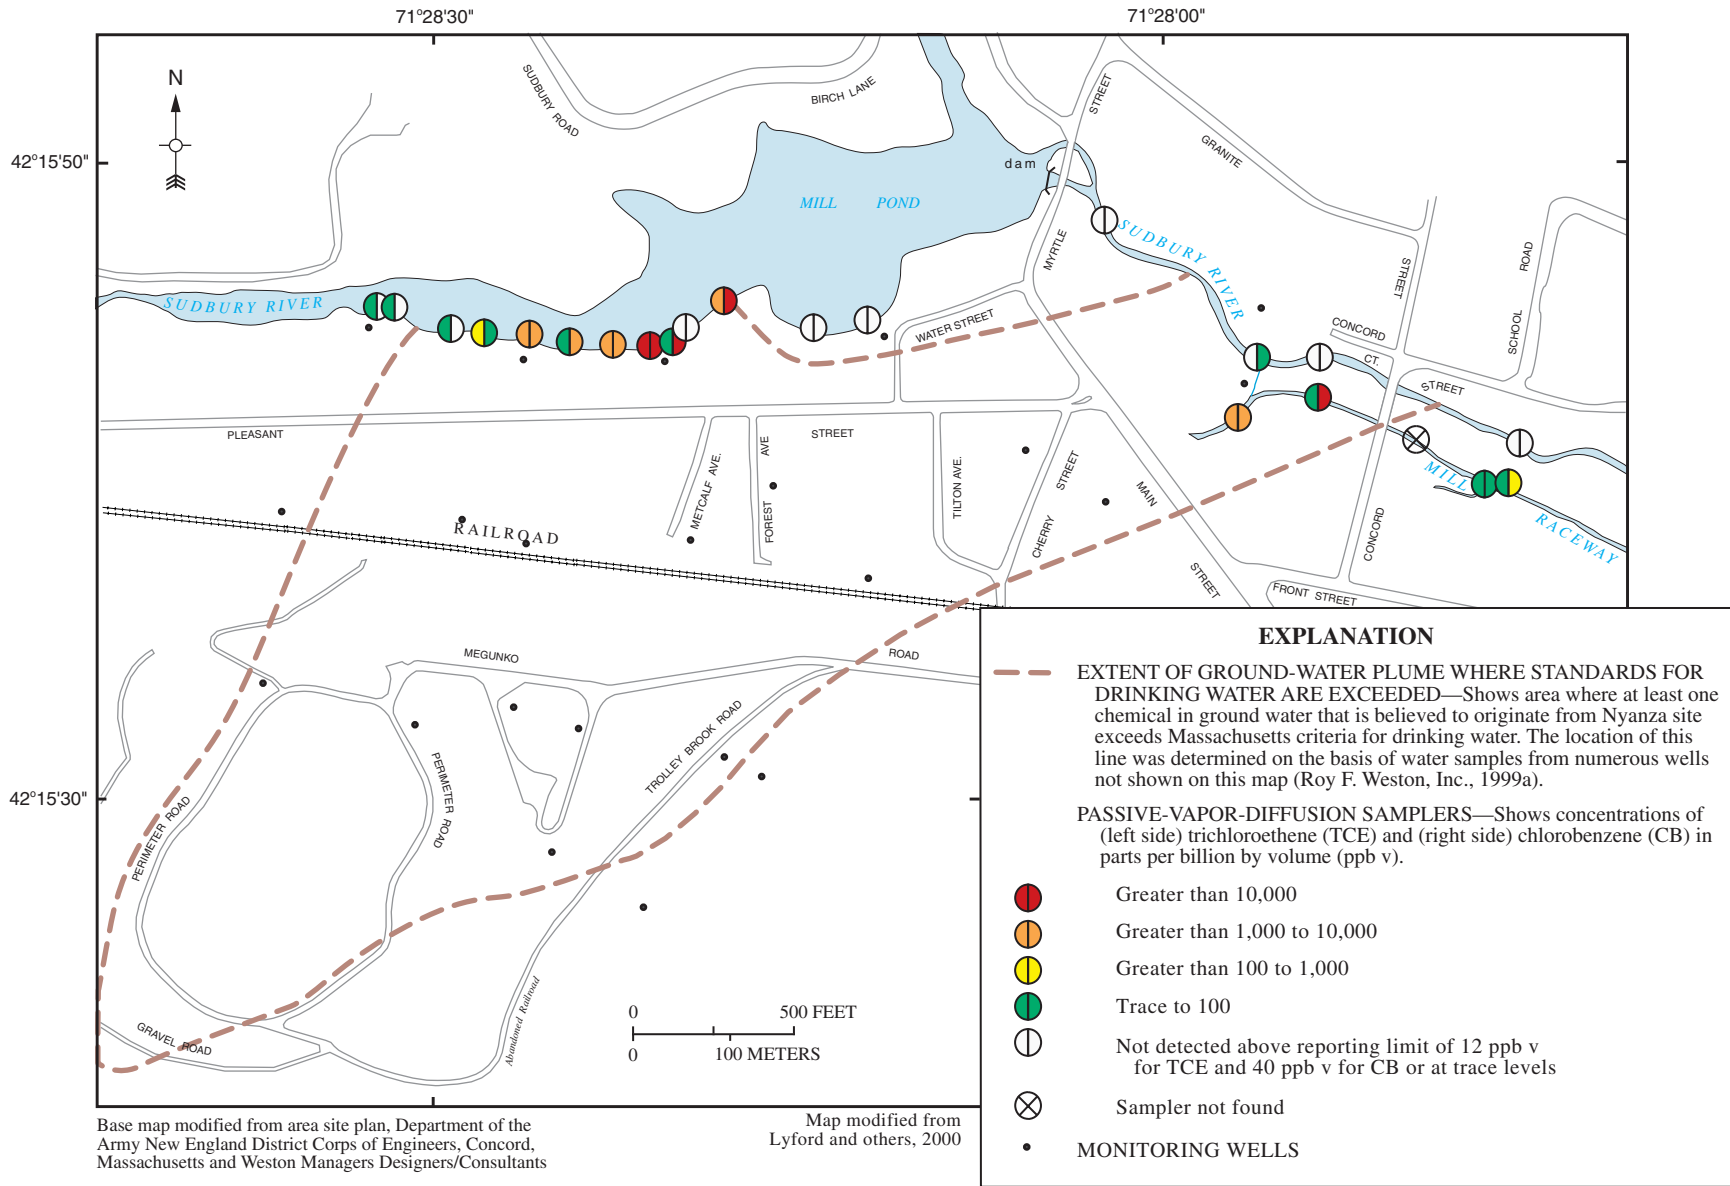 71°28'30"
71°28'00"
N
42°15'50"
42°15'30"
SUDBURY ROAD
BIRCH LANE
MYRTLE STREET
GRANITE STREET
dam
MILL POND
SUDBURY RIVER
SUDBURY RIVER
WATER STREET
SCHOOL ROAD
CONCORD CT.
STREET
PLEASANT STREET
METCALF AVE.
FOREST AVE
TILTON AVE.
CHERRY STREET
MAIN STREET
CONCORD
MILL RACEWAY
FRONT STREET
RAILROAD
MEGUNKO ROAD
TROLLEY BROOK ROAD
PERIMETER ROAD
PERIMETER ROAD
GRAVEL ROAD
Abandoned Railroad
0 500 FEET
0 100 METERS
EXPLANATION
EXTENT OF GROUND-WATER PLUME WHERE STANDARDS FOR
DRINKING WATER ARE EXCEEDED—Shows area where at least one
chemical in ground water that is believed to originate from Nyanza site
exceeds Massachusetts criteria for drinking water. The location of this
line was determined on the basis of water samples from numerous wells
not shown on this map (Roy F. Weston, Inc., 1999a).
PASSIVE-VAPOR-DIFFUSION SAMPLERS—Shows concentrations of
(left side) trichloroethene (TCE) and (right side) chlorobenzene (CB) in
parts per billion by volume (ppb v).
Greater than 10,000
Greater than 1,000 to 10,000
Greater than 100 to 1,000
Trace to 100
Not detected above reporting limit of 12 ppb v
for TCE and 40 ppb v for CB or at trace levels
Sampler not found
MONITORING WELLS
Base map modified from area site plan, Department of the
Army New England District Corps of Engineers, Concord,
Massachusetts and Weston Managers Designers/Consultants
Map modified from
Lyford and others, 2000